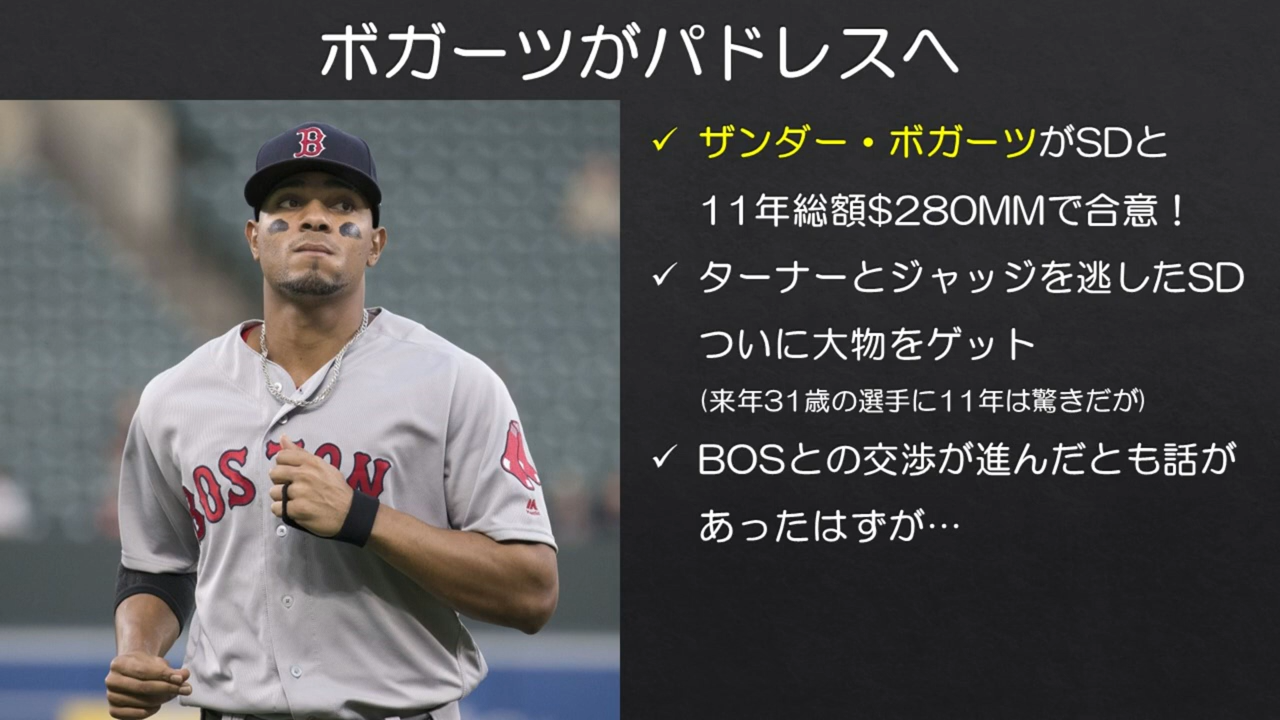 ボガーツがパドレスへ
✓ ザンダー・ボガーツがSDと
11年総額$280MMで合意！
✓ ターナーとジャッジを逃したSD
ついに大物をゲット
(来年31歳の選手に11年は驚きだが)
✓ BOSとの交渉が進んだとも話が
あったはずが…
B
BOSTON